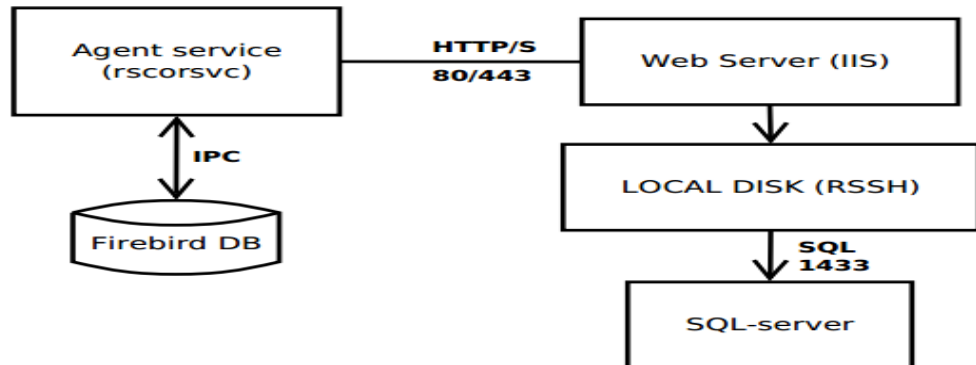 Agent service
(rscorsvc)
HTTP/S
80/443
Web Server (IIS)
IPC
LOCAL DISK (RSSH)
Firebird DB
SQL
1433
SQL-server